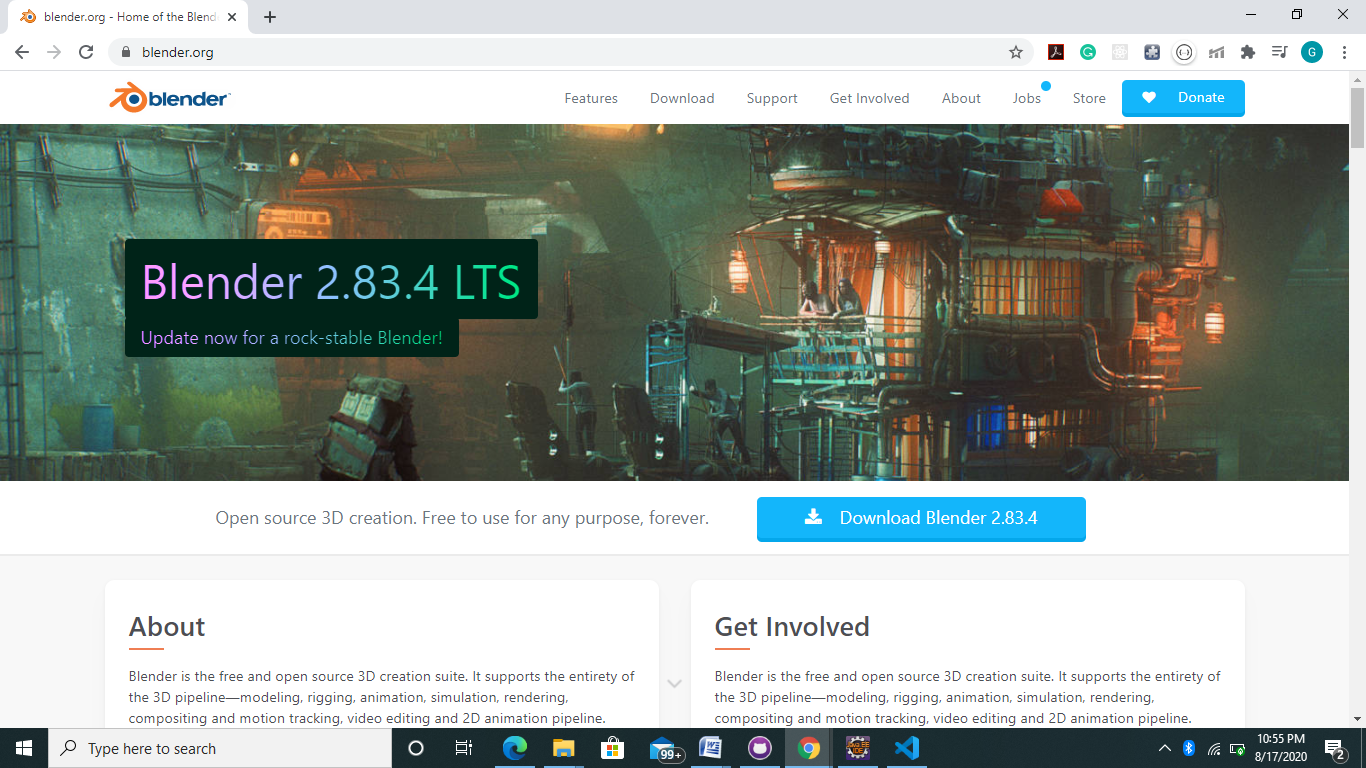 blender.org - Home of the Blend
blender.org
G
blender
Features Download Support Get Involved About Jobs Store Donate
Blender 2.83.4 LTS
Update now for a rock-stable Blender!
Open source 3D creation. Free to use for any purpose, forever.
Download Blender 2.83.4
About
Blender is the free and open source 3D creation suite. It supports the entirety of
the 3D pipeline—modeling, rigging, animation, simulation, rendering,
compositing and motion tracking, video editing and 2D animation pipeline.
Get Involved
Blender is the free and open source 3D creation suite. It supports the entirety of
the 3D pipeline—modeling, rigging, animation, simulation, rendering,
compositing and motion tracking, video editing and 2D animation pipeline.
Type here to search
99+
10:55 PM
8/17/2020
2